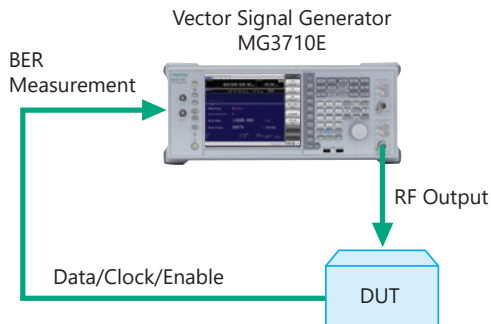 Vector Signal Generator
MG3710E
BER
Measurement
RF Output
Data/Clock/Enable
DUT